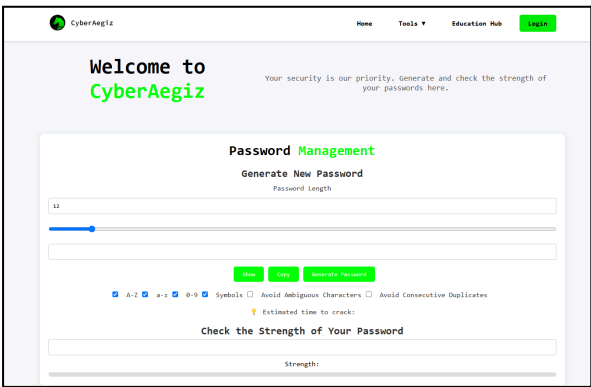 CyberAegiz
Home Tools ▼ Education Hub Login
Welcome to
CyberAegiz
Your security is our priority. Generate and check the strength of
your passwords here.
Password Management
Generate New Password
Password Length
12
Show Copy Generate Password
A-Z a-z 0-9 Symbols Avoid Ambiguous Characters Avoid Consecutive Duplicates
💡 Estimated time to crack:
Check the Strength of Your Password
Strength: